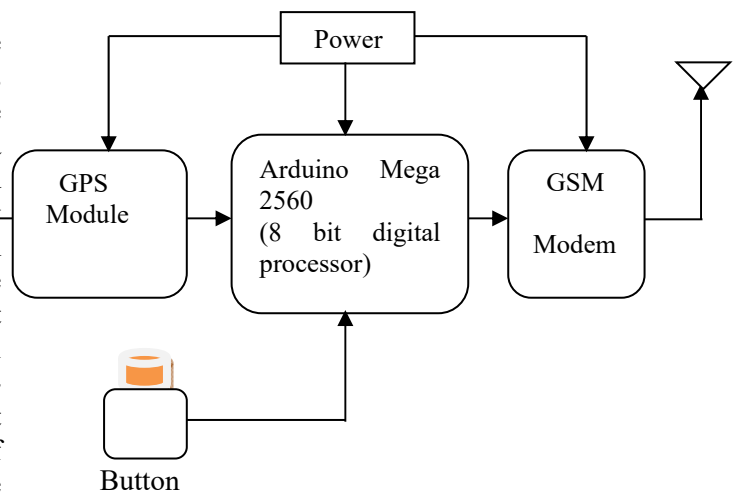 Power
GPS
Module
Arduino Mega
2560
(8 bit digital
processor)
GSM
Modem
Button